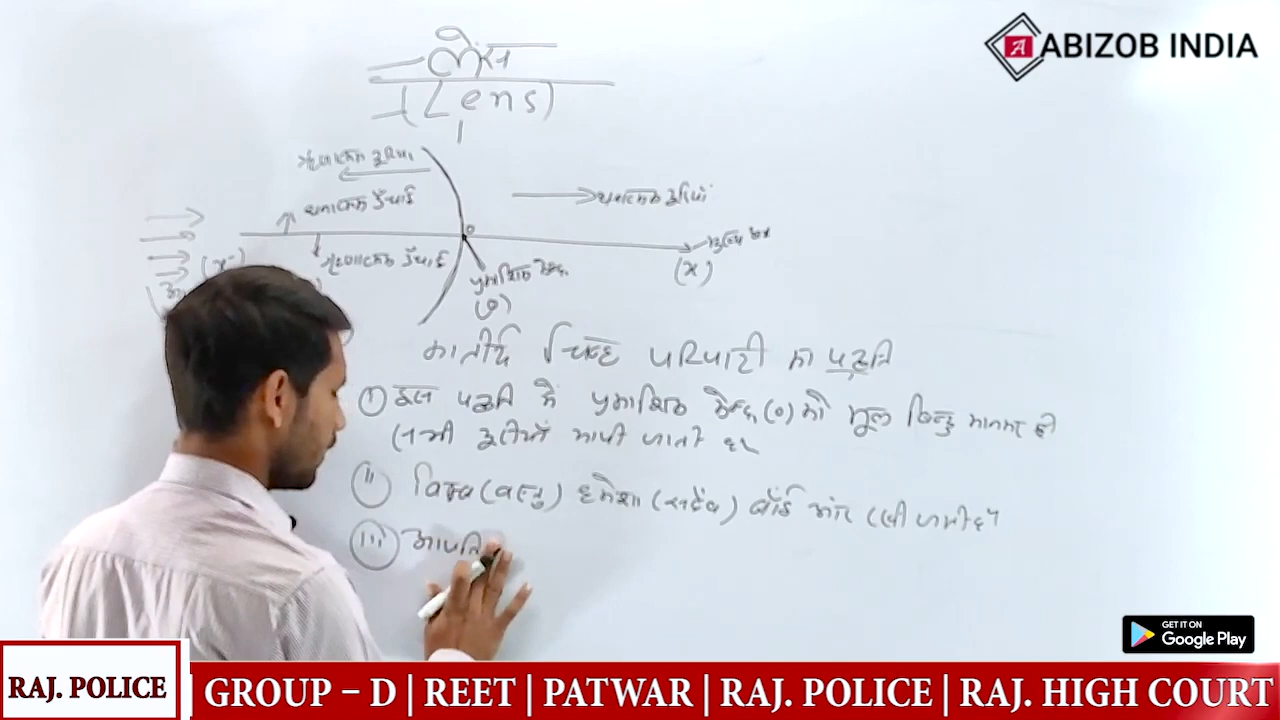 ABIZOB INDIA
लेंस
(Lens)
ऋणात्मक दूरियां
धनात्मक ऊँचाई
धनात्मक दूरियां
मुख्य अक्ष
ऋणात्मक ऊँचाई
(x)
प्रकाशिक केन्द्र
(o)
कार्तीय चिन्ह परिपाटी की पद्धति
(i) इस पद्धति में प्रकाशिक केन्द्र (o) को मूल बिन्दु मानकर ही
सभी दूरीयाँ मापी जाती है
(ii) बिम्ब (वस्तु) हमेशा (सदैव) बाँई ओर रखी जाती है
(iii) आपति
GET IT ON
Google Play
RAJ. POLICE
GROUP – D | REET | PATWAR | RAJ. POLICE | RAJ. HIGH COURT